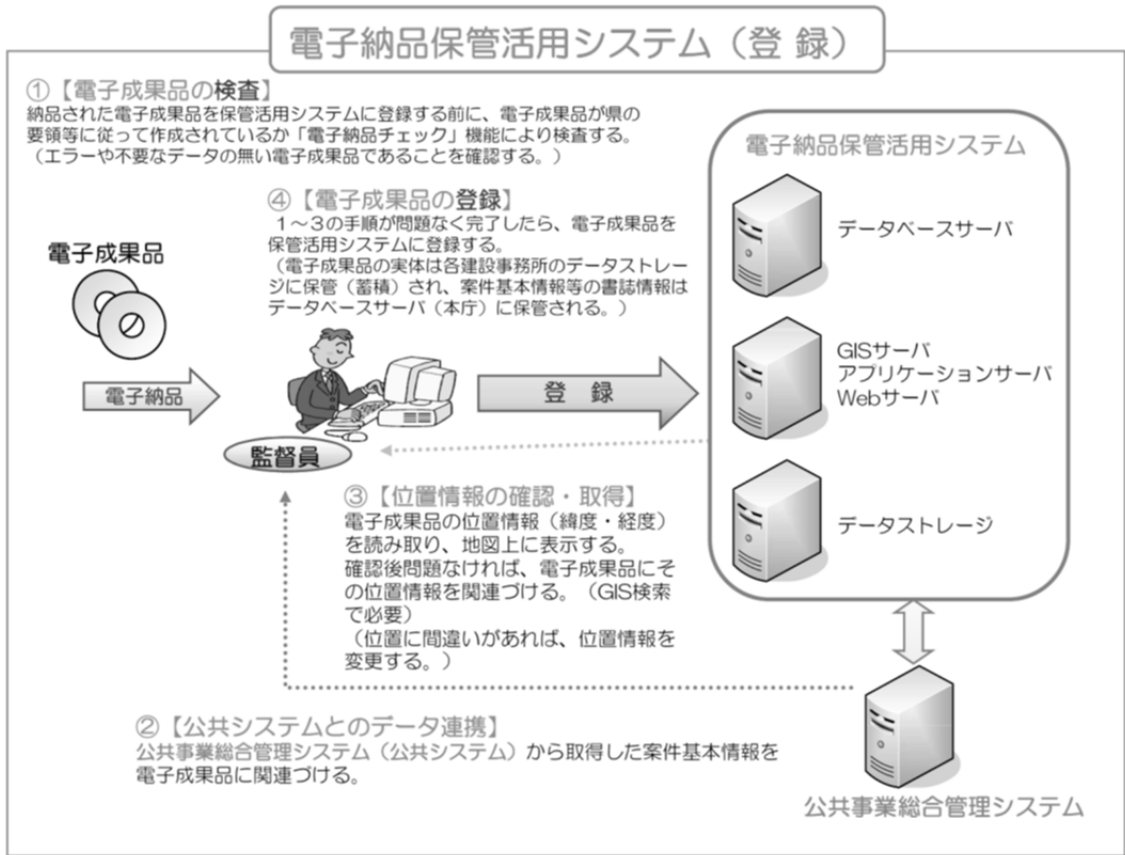 電子納品保管活用システム(登 録)
①【電子成果品の検査】
納品された電子成果品を保管活用システムに登録する前に、電子成果品が県の
要領等に従って作成されているか「電子納品チェック」機能により検査する。
(エラーや不要なデータの無い電子成果品であることを確認する。)
④【電子成果品の登録】
1~3の手順が問題なく完了したら、電子成果品を
保管活用システムに登録する。
(電子成果品の実体は各建設事務所のデータストレー
ジに保管(蓄積)され、案件基本情報等の書誌情報は
データベースサーバ(本庁)に保管される。)
電子成果品
電子納品
監督員
登 録
電子納品保管活用システム
データベースサーバ
GISサーバ
アプリケーションサーバ
Webサーバ
データストレージ
③【位置情報の確認・取得】
電子成果品の位置情報(緯度・経度)
を読み取り、地図上に表示する。
確認後問題なければ、電子成果品にそ
の位置情報を関連づける。(GIS検索
で必要)
(位置に間違いがあれば、位置情報を
変更する。)
②【公共システムとのデータ連携】
公共事業総合管理システム(公共システム)から取得した案件基本情報を
電子成果品に関連づける。
公共事業総合管理システム